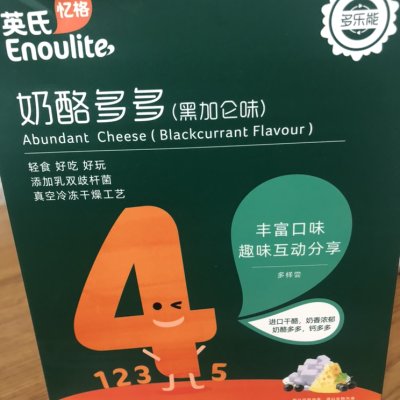 英氏 忆格
Enoulite
多乐能
奶酪多多(黑加仑味)
Abundant Cheese ( Blackcurrant Flavour )
轻食 好吃 好玩
添加乳双歧杆菌
真空冷冻干燥工艺
丰富口味
趣味互动分享
多样尝
进口干酪，奶香浓郁
奶酪多多，钙多多
4
123 5